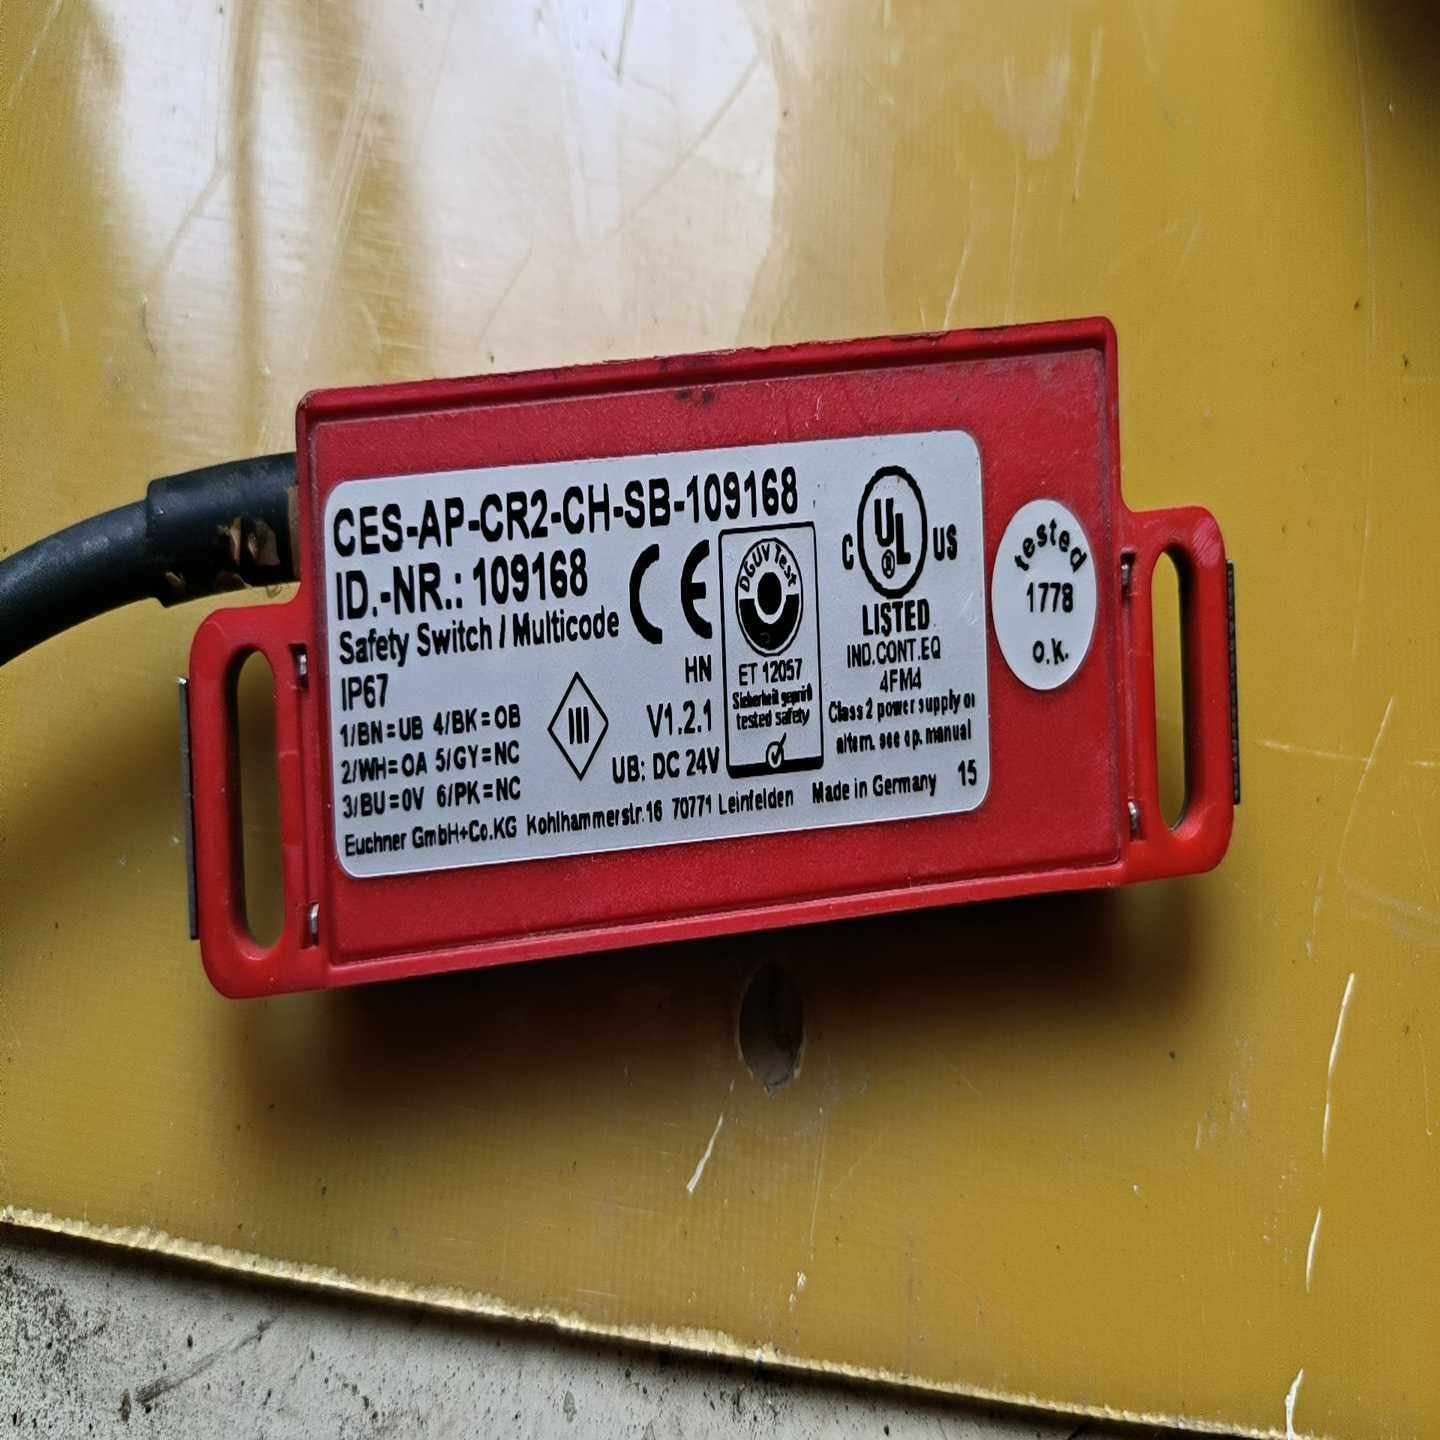 CES-AP-CR2-CH-SB-109168
ID.-NR.: 109168
Safety Switch / Multicode
IP67
1/BN=UB 4/BK=OB
2/WH=OA 5/GY=NC
3/BU=0V 6/PK=NC
Euchner GmbH+Co.KG Kohlhammerstr.16 70771 Leinfelden Made in Germany 15
CE
HN
V1.2.1
UB: DC 24V
III
DGUV Test
ET 12057
Sicherheit geprüft
tested safety
C UL ® US
LISTED
IND.CONT.EQ
4FM4
Class 2 power supply or
altern. see op. manual
tested
1778
o.k.